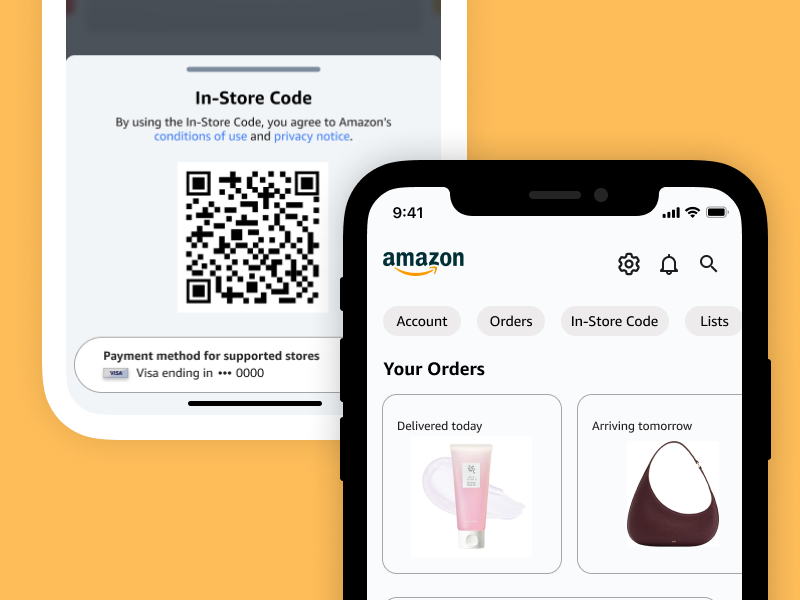 In-Store Code
By using the In-Store Code, you agree to Amazon's
conditions of use and privacy notice.
Payment method for supported stores
VISA Visa ending in ••• 0000
9:41
amazon
Account
Orders
In-Store Code
Lists
Your Orders
Delivered today
Arriving tomorrow